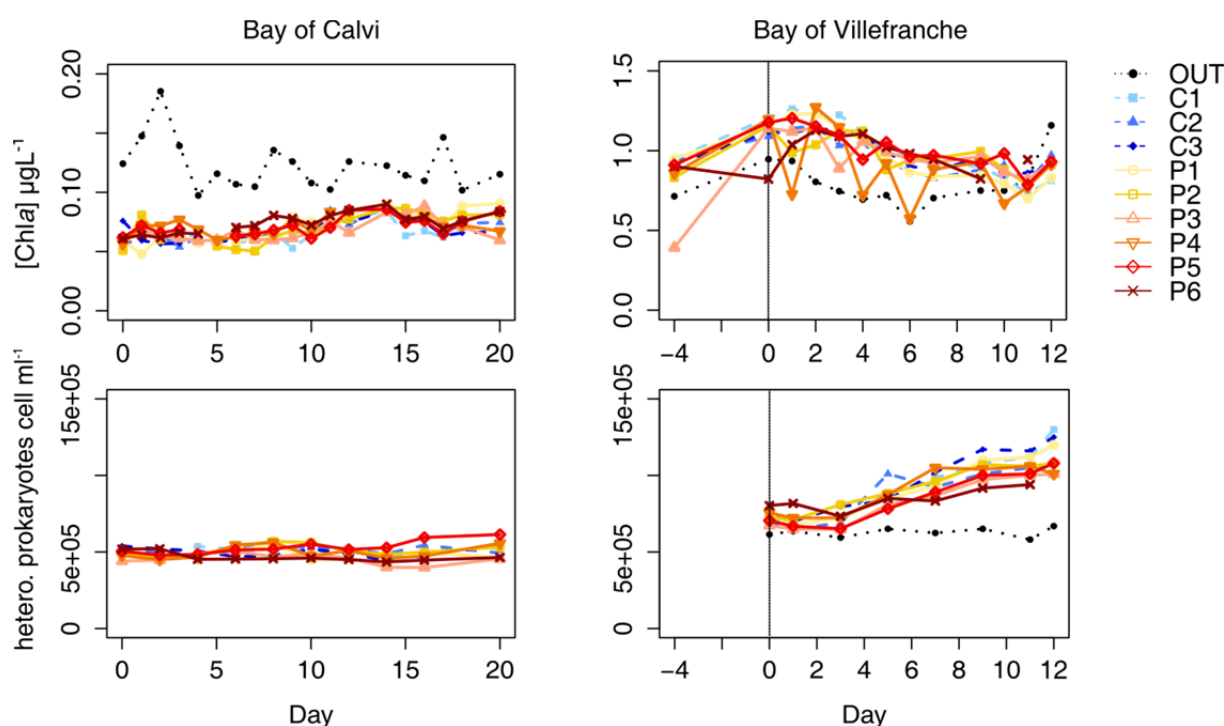 Bay of Calvi
Bay of Villefranche
[Chla] µgL⁻¹
0.00 0.10 0.20
0 5 10 15 20
0.0 0.5 1.0 1.5
−4 0 2 4 6 8 10 12
OUT
C1
C2
C3
P1
P2
P3
P4
P5
P6
hetero. prokaryotes cell ml⁻¹
0 5e+05 15e+05
0 5 10 15 20
Day
0 5e+05 15e+05
−4 0 2 4 6 8 10 12
Day